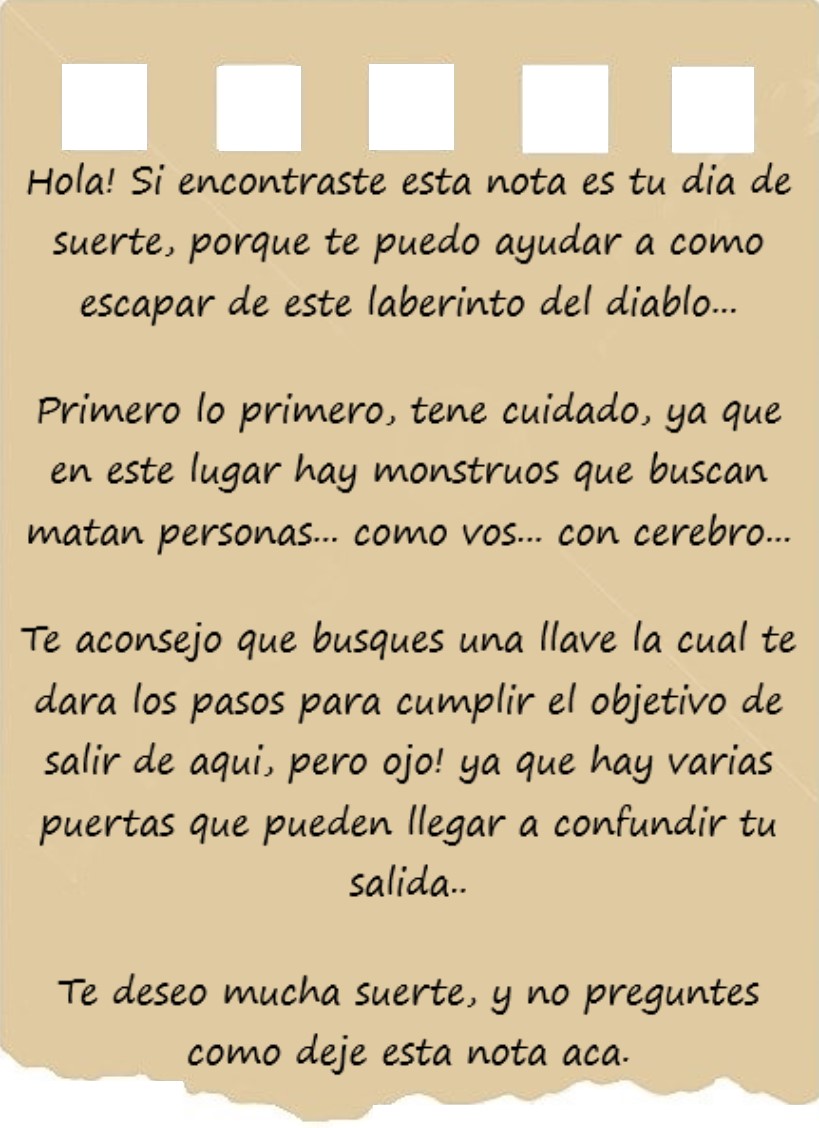 Hola! Si encontraste esta nota es tu dia de
suerte, porque te puedo ayudar a como
escapar de este laberinto del diablo...
Primero lo primero, tene cuidado, ya que
en este lugar hay monstruos que buscan
matan personas... como vos... con cerebro...
Te aconsejo que busques una llave la cual te
dara los pasos para cumplir el objetivo de
salir de aqui, pero ojo! ya que hay varias
puertas que pueden llegar a confundir tu
salida..
Te deseo mucha suerte, y no preguntes
como deje esta nota aca.